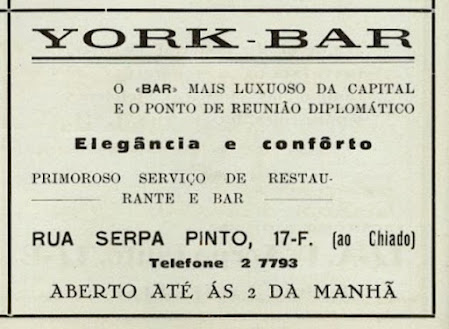 YORK - BAR
O «BAR» MAIS LUXUOSO DA CAPITAL
E O PONTO DE REUNIÃO DIPLOMÁTICO
Elegância e confôrto
PRIMOROSO SERVIÇO DE RESTAU-
RANTE E BAR
RUA SERPA PINTO, 17-F. (ao Chiado)
Telefone 2 7793
ABERTO ATÉ ÁS 2 DA MANHÃ